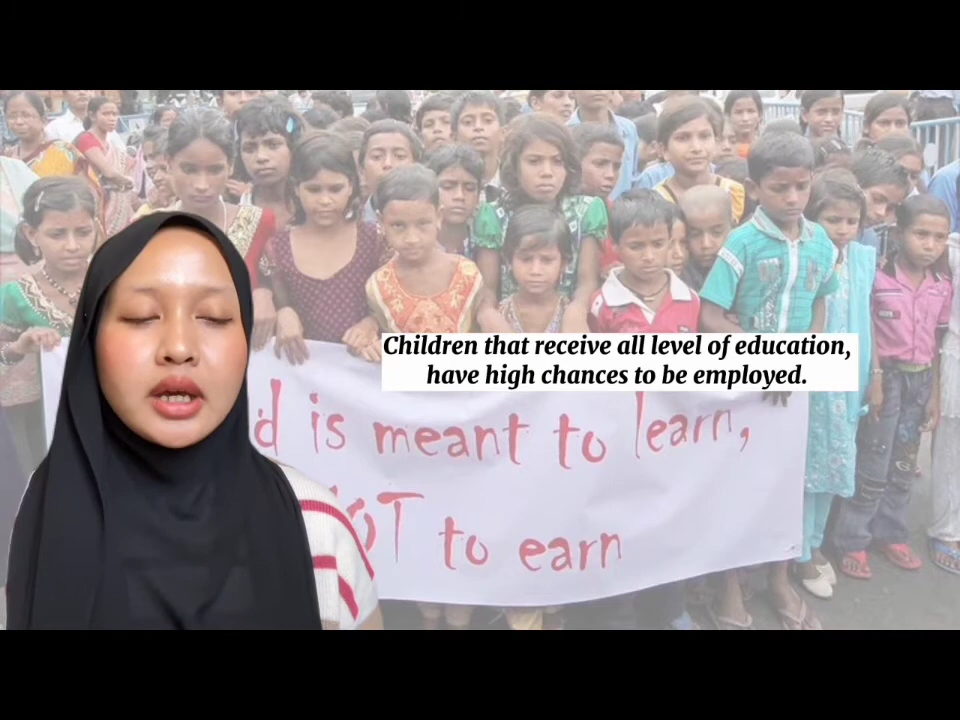 Children that receive all level of education,
have high chances to be employed.
is meant to learn,
to earn